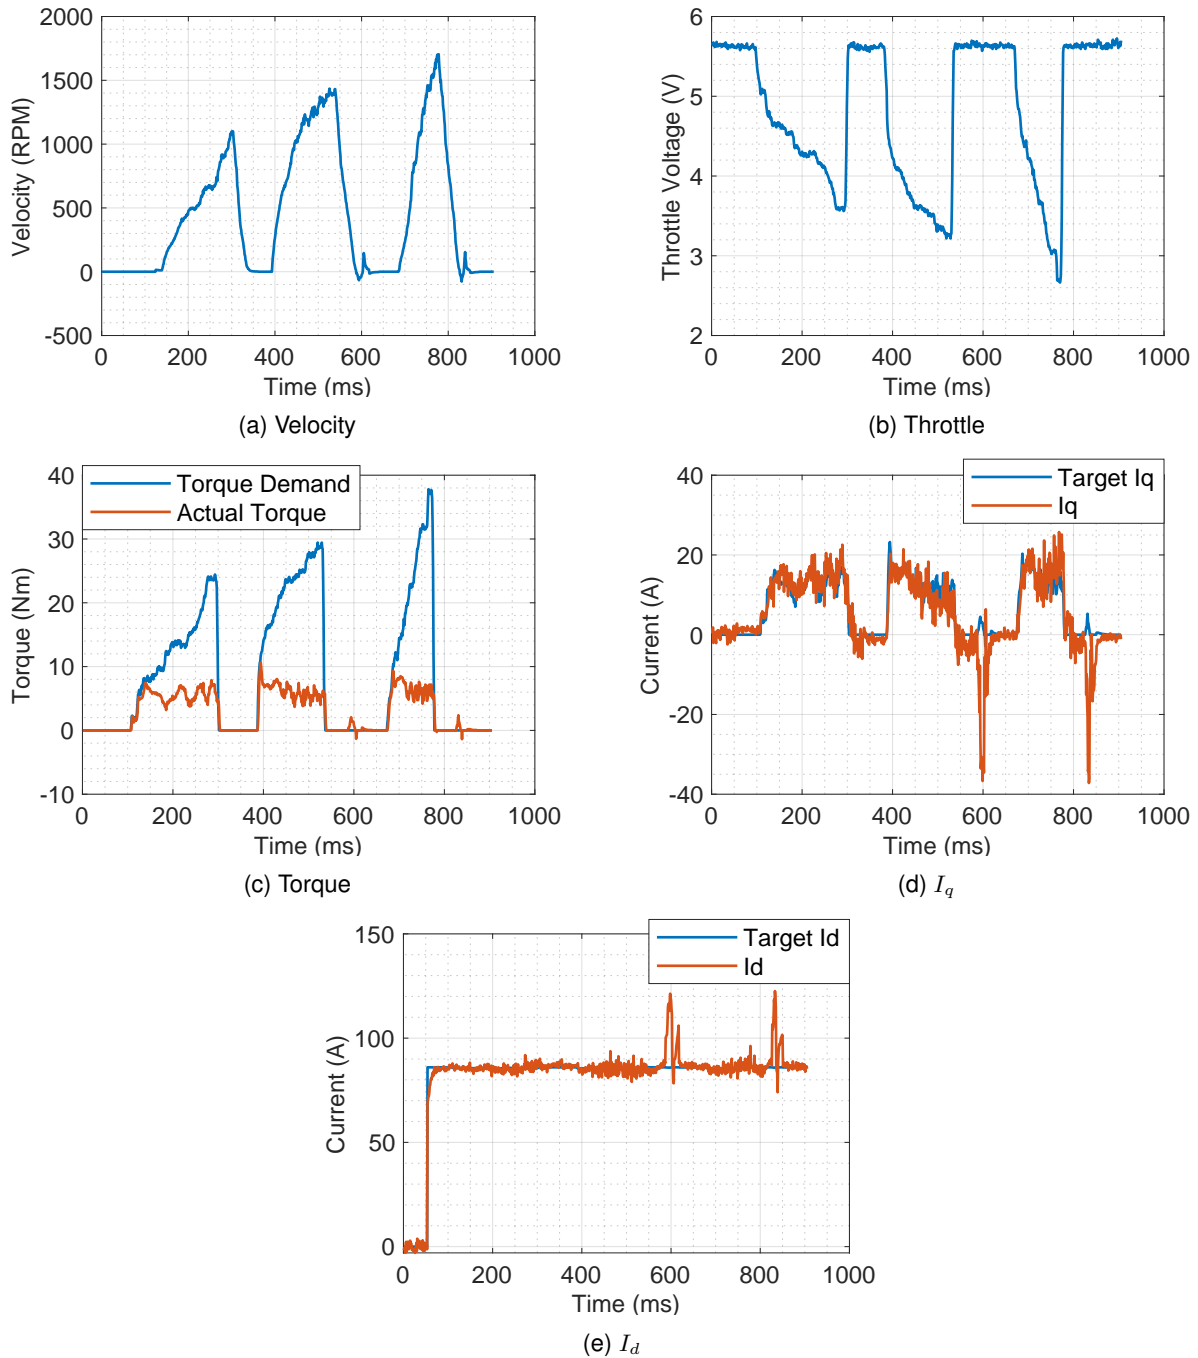 2000
1500
1000
500
0
-500
Velocity (RPM)
0 200 400 600 800 1000
Time (ms)
(a) Velocity
6
5
4
3
2
Throttle Voltage (V)
0 200 400 600 800 1000
Time (ms)
(b) Throttle
Torque Demand
Actual Torque
40
30
20
10
0
-10
Torque (Nm)
0 200 400 600 800 1000
Time (ms)
(c) Torque
Target Iq
Iq
40
20
0
-20
-40
Current (A)
0 200 400 600 800 1000
Time (ms)
(d) I_q
Target Id
Id
150
100
50
0
Current (A)
0 200 400 600 800 1000
Time (ms)
(e) I_d